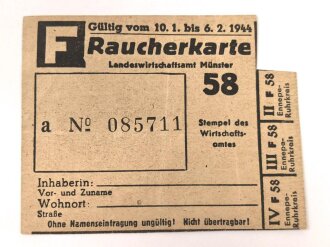 Gültig vom 10. 1. bis 6. 2. 1944
F Raucherkarte
Landeswirtschaftsamt Münster
58
a No 085711
Stempel des
Wirtschafts-
amtes
Inhaberin:
Vor- und Zuname
Wohnort:
Straße
Ohne Namenseintragung ungültig! Nicht übertragbar!
II F 58
Ennepe-
Ruhrkreis
III F 58
Ennepe-
Ruhrkreis
IV F 58
Ennepe-
Ruhrkreis